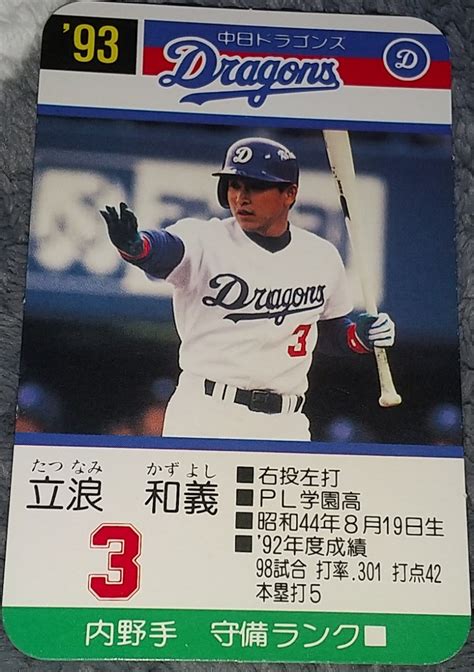 '93
中日ドラゴンズ
Dragons
D
D
Dragons
3
たつ なみ かず よし
立浪 和義
3
■右投左打
■PL学園高
■昭和44年8月19日生
■'92年度成績
98試合 打率.301 打点42
本塁打5
内野手 守備ランク■